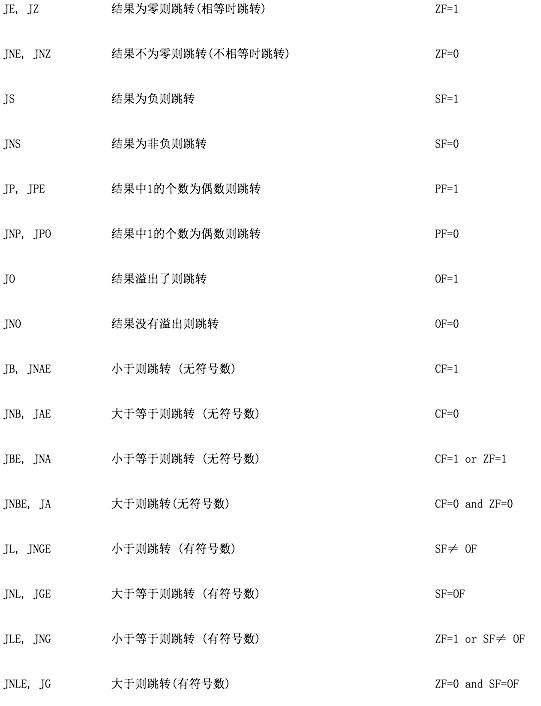 JE, JZ 结果为零则跳转(相等时跳转) ZF=1
JNE, JNZ 结果不为零则跳转(不相等时跳转) ZF=0
JS 结果为负则跳转 SF=1
JNS 结果为非负则跳转 SF=0
JP, JPE 结果中1的个数为偶数则跳转 PF=1
JNP, JPO 结果中1的个数为偶数则跳转 PF=0
JO 结果溢出了则跳转 OF=1
JNO 结果没有溢出则跳转 OF=0
JB, JNAE 小于则跳转 (无符号数) CF=1
JNB, JAE 大于等于则跳转 (无符号数) CF=0
JBE, JNA 小于等于则跳转 (无符号数) CF=1 or ZF=1
JNBE, JA 大于则跳转(无符号数) CF=0 and ZF=0
JL, JNGE 小于则跳转 (有符号数) SF≠ OF
JNL, JGE 大于等于则跳转 (有符号数) SF=OF
JLE, JNG 小于等于则跳转 (有符号数) ZF=1 or SF≠ OF
JNLE, JG 大于则跳转(有符号数) ZF=0 and SF=OF